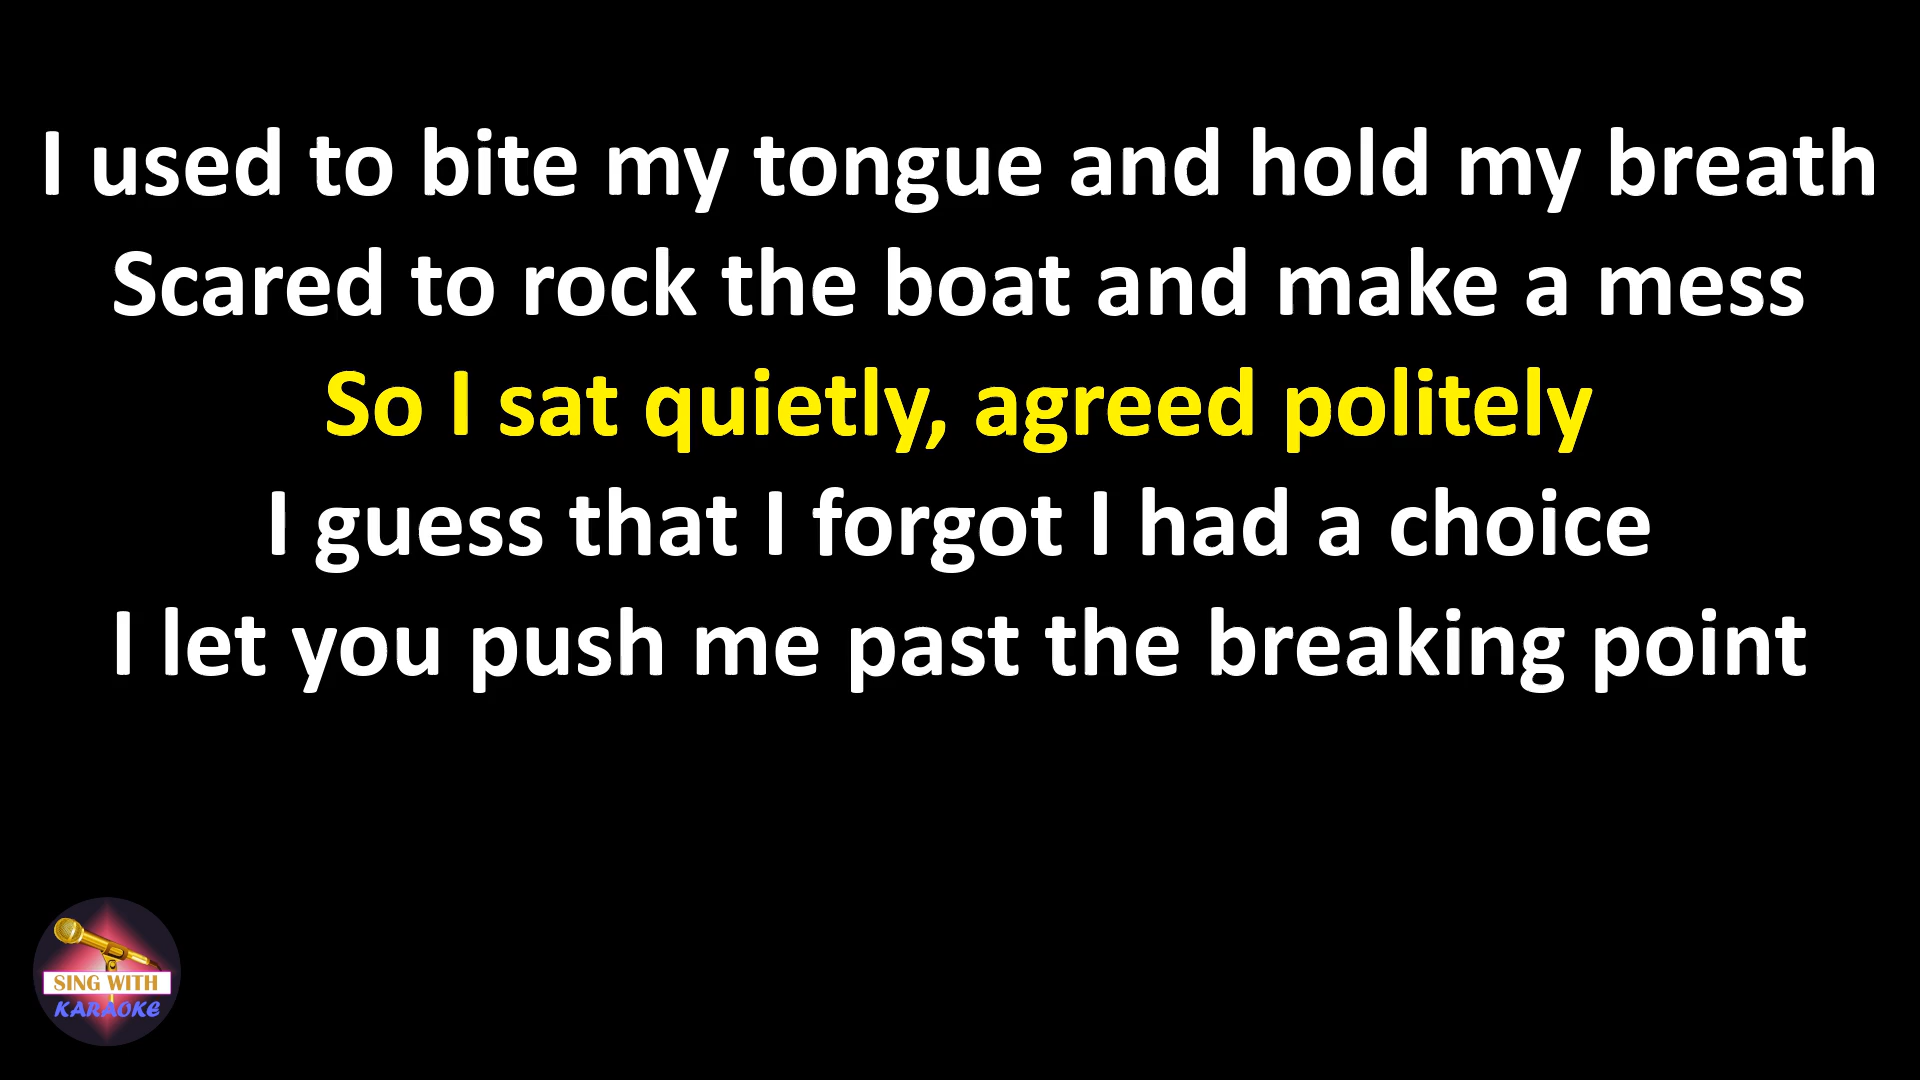 I used to bite my tongue and hold my breath
Scared to rock the boat and make a mess
So I sat quietly, agreed politely
I guess that I forgot I had a choice
I let you push me past the breaking point
SING WITH
KARAOKE